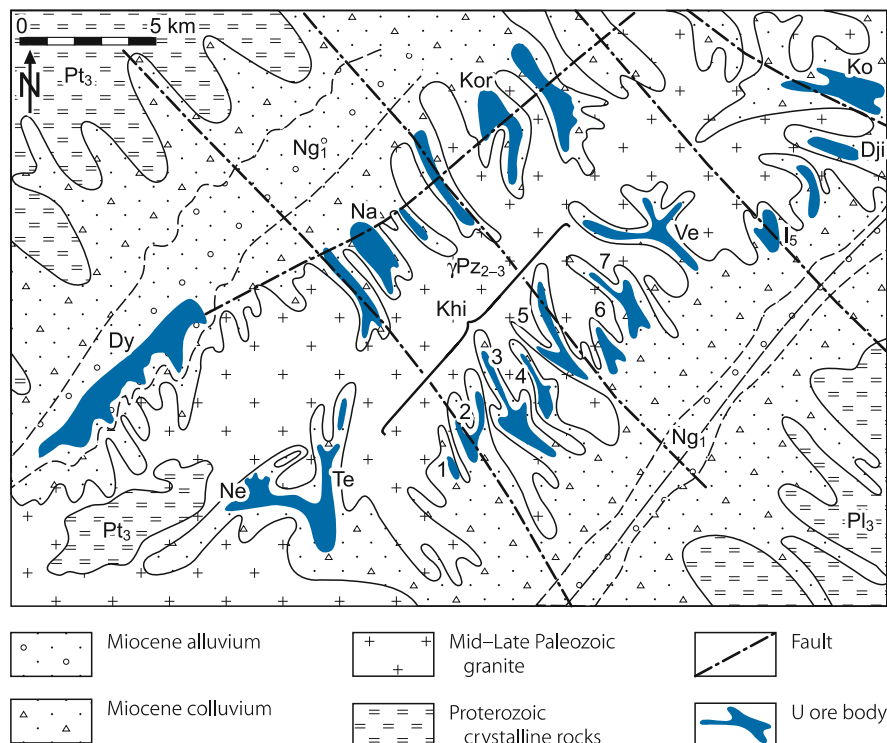 0 5 km
N
Pt3
Ng1
Kor
Ko
Dji
I5
Na
γPz2–3
Ve
Khi
7
6
5
Dy
3
4
2
1
Ng1
Ne
Te
Pt3
Pl3
Miocene alluvium
Mid–Late Paleozoic
granite
Fault
Miocene colluvium
Proterozoic
crystalline rocks
U ore body